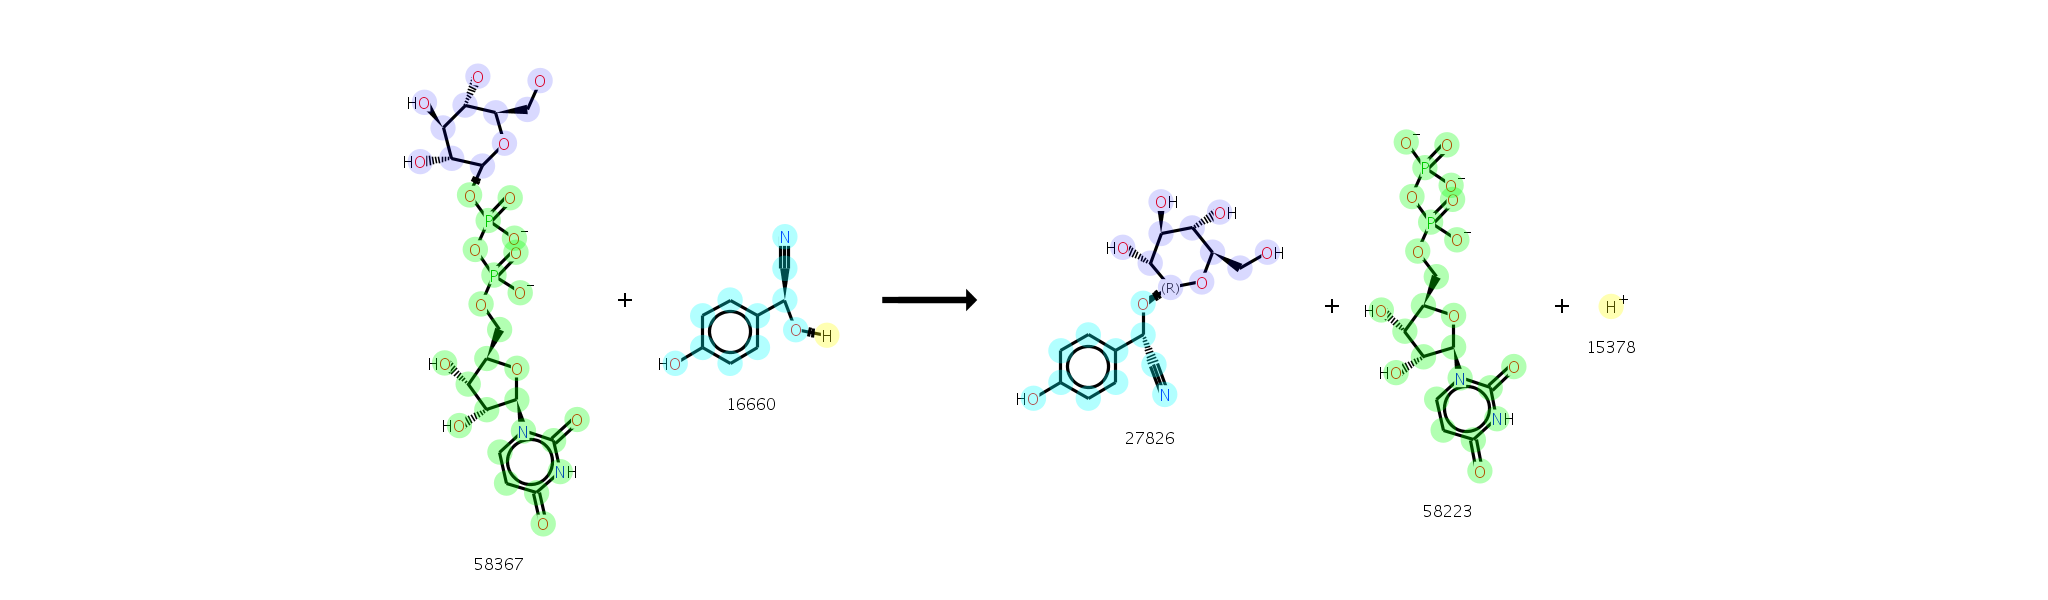 O O
HO
O
HO
O O
P
O O−
O
P
O−
O
HO O
HO
N O
NH
O
58367
+
N
O H
HO
16660
OH
OH
HO OH
(R) O
O
HO N
27826
+
O− O
P
O O−
O
P
O−
O
HO O
HO
N O
NH
O
58223
+
H+
15378